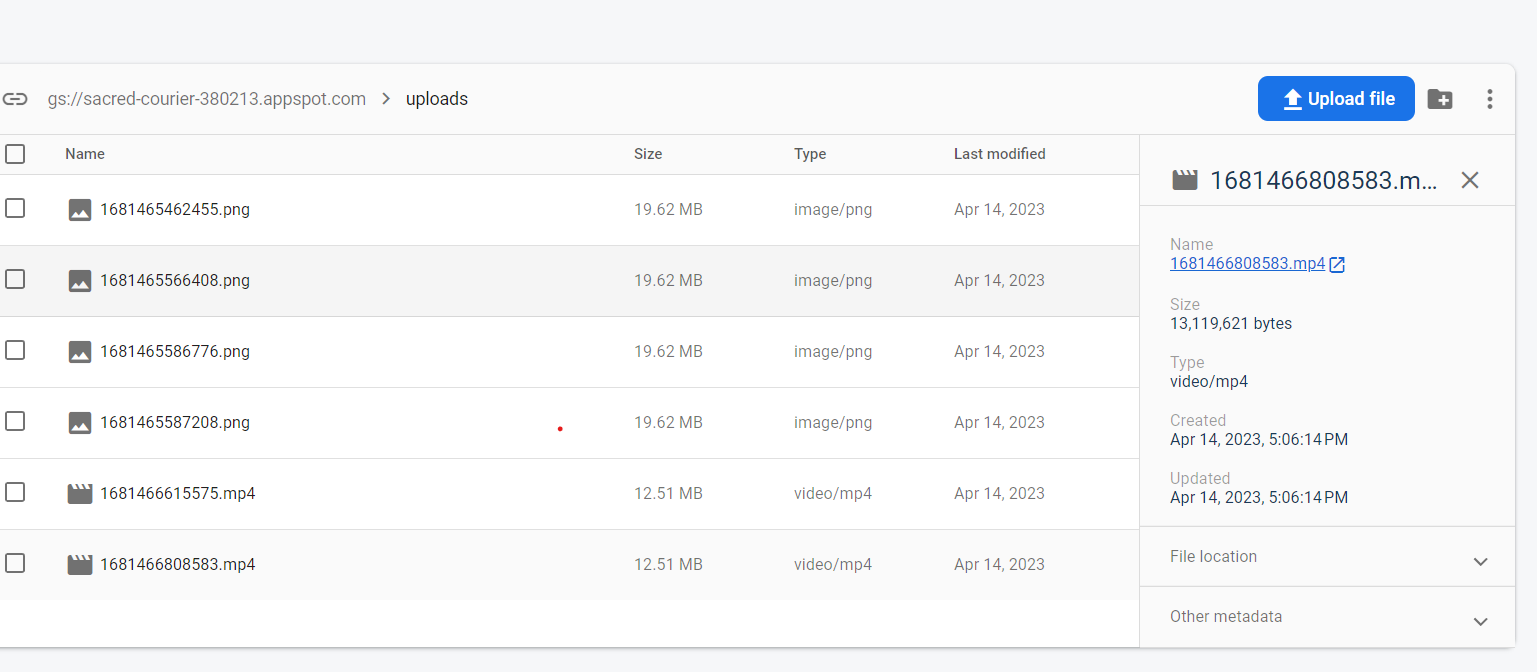 gs://sacred-courier-380213.appspot.com > uploads
Upload file
Name Size Type Last modified
1681465462455.png 19.62 MB image/png Apr 14, 2023
1681465566408.png 19.62 MB image/png Apr 14, 2023
1681465586776.png 19.62 MB image/png Apr 14, 2023
1681465587208.png 19.62 MB image/png Apr 14, 2023
1681466615575.mp4 12.51 MB video/mp4 Apr 14, 2023
1681466808583.mp4 12.51 MB video/mp4 Apr 14, 2023
1681466808583.m...
Name
1681466808583.mp4
Size
13,119,621 bytes
Type
video/mp4
Created
Apr 14, 2023, 5:06:14 PM
Updated
Apr 14, 2023, 5:06:14 PM
File location
Other metadata